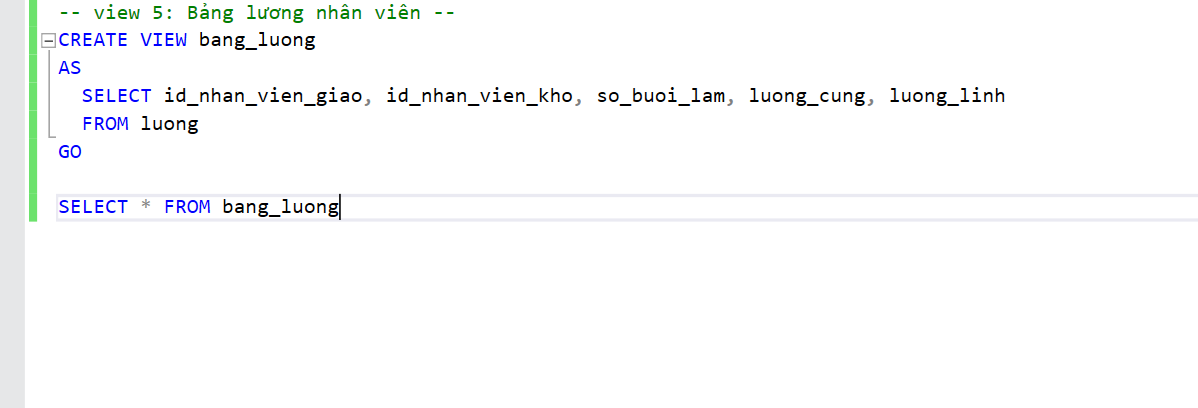 -- view 5: Bảng lương nhân viên --
CREATE VIEW bang_luong
AS
SELECT id_nhan_vien_giao, id_nhan_vien_kho, so_buoi_lam, luong_cung, luong_linh
FROM luong
GO
SELECT * FROM bang_luong